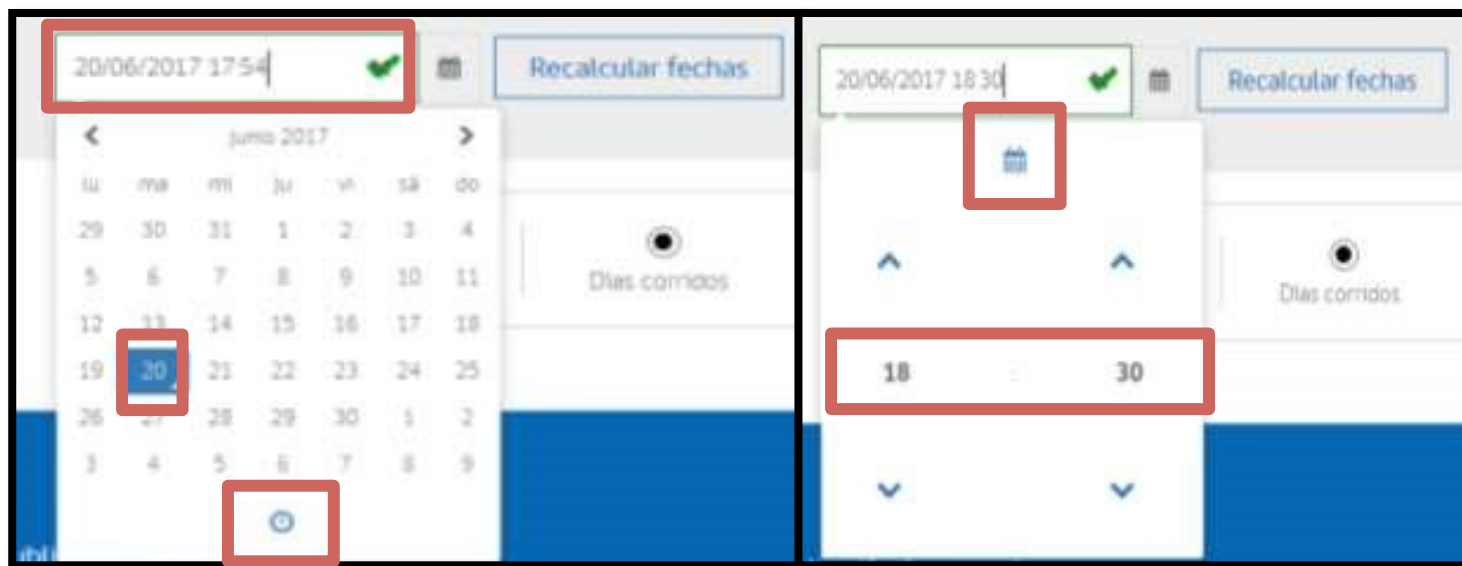 20/06/2017 17:54
Recalcular fechas
junio 2017
lu ma mi ju vi sá do
29 30 31 1 2 3 4
5 6 7 8 9 10 11
12 13 14 15 16 17 18
19 20 21 22 23 24 25
26 27 28 29 30 1 2
3 4 5 6 7 8 9
Días corridos
20/06/2017 18:30
Recalcular fechas
18 : 30
Días corridos